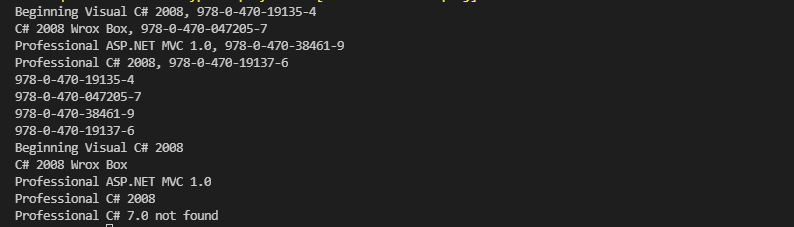 Beginning Visual C# 2008, 978-0-470-19135-4
C# 2008 Wrox Box, 978-0-470-047205-7
Professional ASP.NET MVC 1.0, 978-0-470-38461-9
Professional C# 2008, 978-0-470-19137-6
978-0-470-19135-4
978-0-470-047205-7
978-0-470-38461-9
978-0-470-19137-6
Beginning Visual C# 2008
C# 2008 Wrox Box
Professional ASP.NET MVC 1.0
Professional C# 2008
Professional C# 7.0 not found